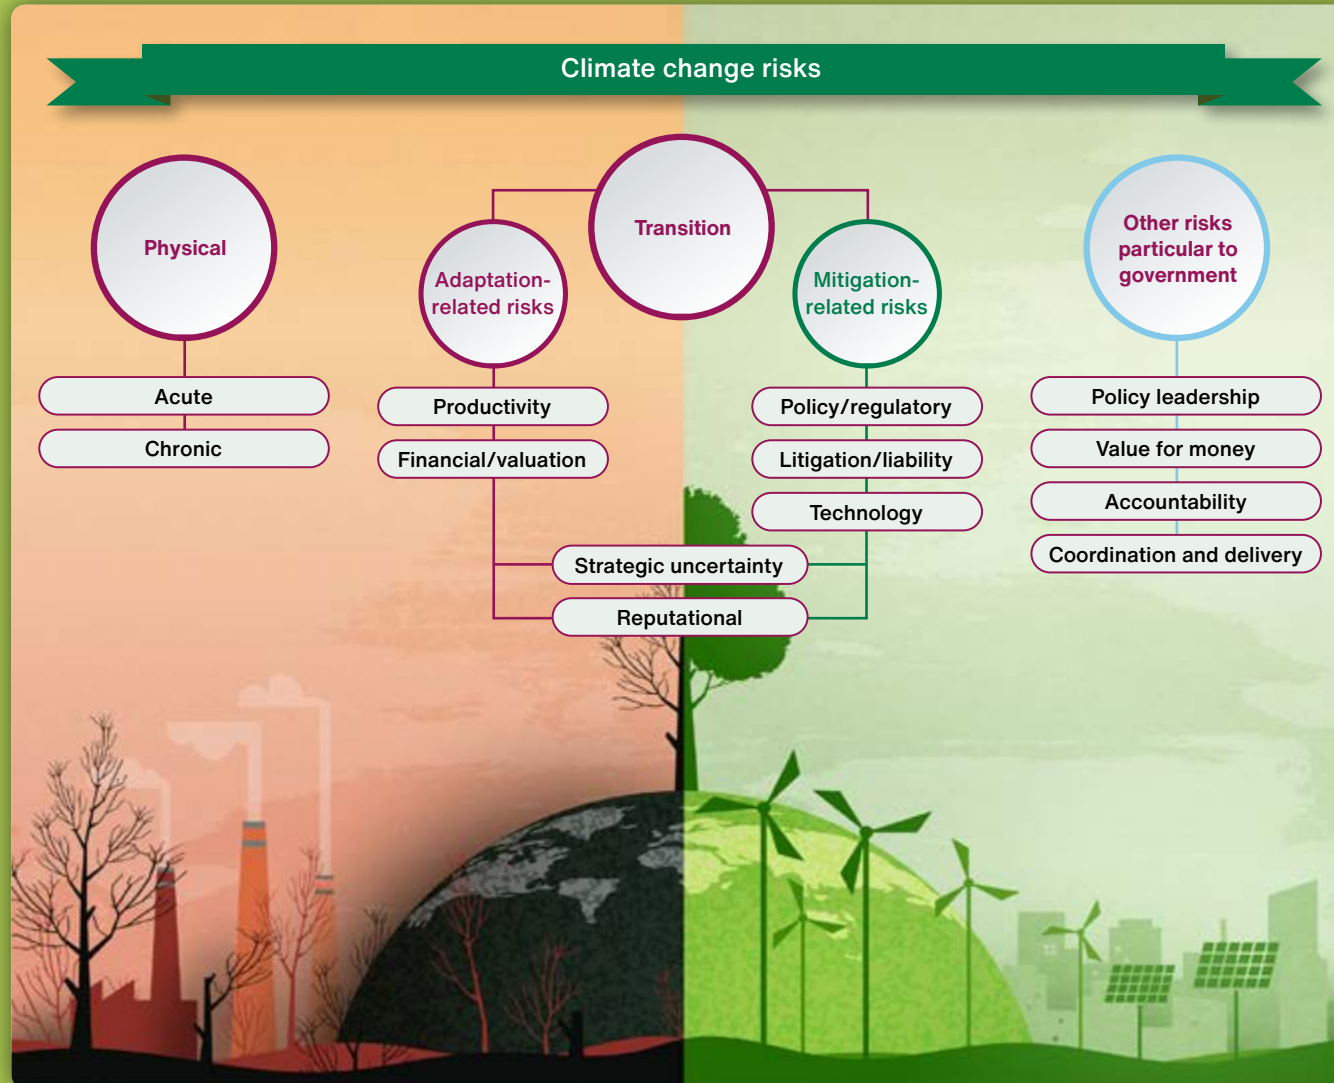 Climate change risks
Physical
Acute
Chronic
Transition
Adaptation-
related risks
Productivity
Financial/valuation
Mitigation-
related risks
Policy/regulatory
Litigation/liability
Technology
Strategic uncertainty
Reputational
Other risks
particular to
government
Policy leadership
Value for money
Accountability
Coordination and delivery